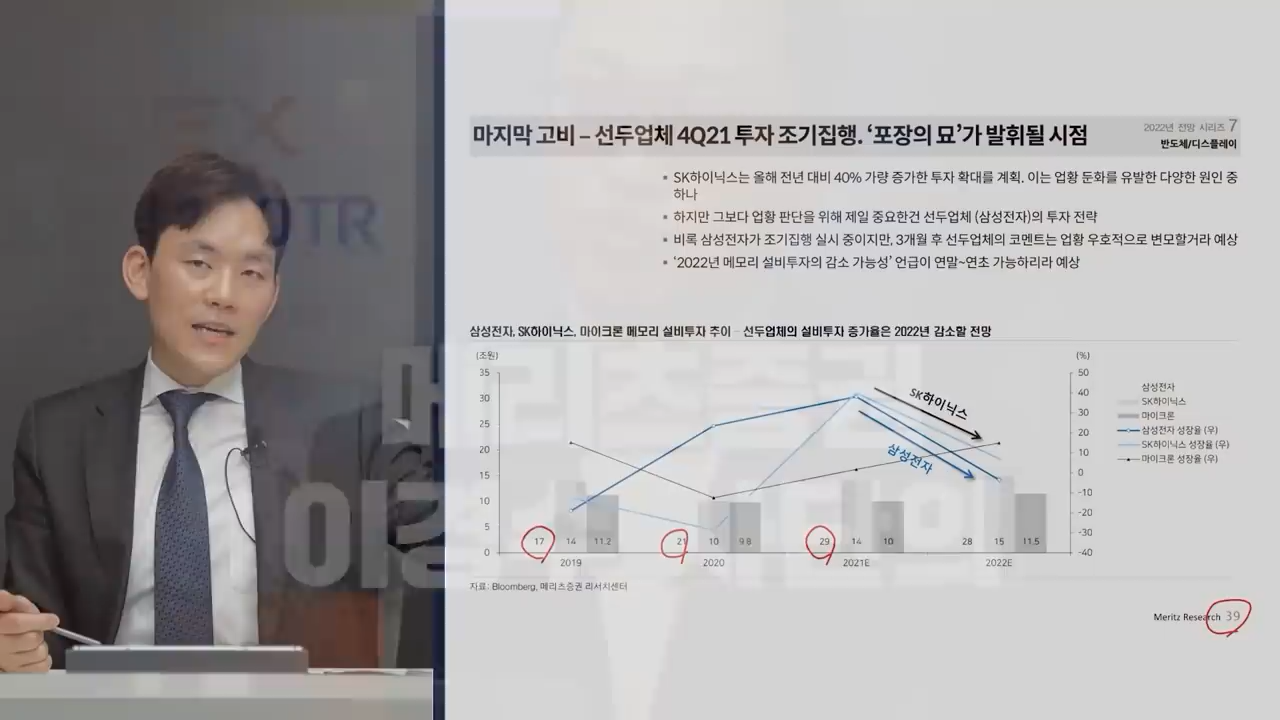 마지막 고비 – 선두업체 4Q21 투자 조기집행. ‘포장의 묘’가 발휘될 시점
2022년 전망 시리즈 7
반도체/디스플레이
▪ SK하이닉스는 올해 전년 대비 40% 가량 증가한 투자 확대를 계획. 이는 업황 둔화를 유발한 다양한 원인 중
하나
▪ 하지만 그보다 업황 판단을 위해 제일 중요한건 선두업체 (삼성전자)의 투자 전략
▪ 비록 삼성전자가 조기집행 실시 중이지만, 3개월 후 선두업체의 코멘트는 업황 우호적으로 변모할거라 예상
▪ ‘2022년 메모리 설비투자의 감소 가능성’ 언급이 연말~연초 가능하리라 예상
삼성전자, SK하이닉스, 마이크론 메모리 설비투자 추이 – 선두업체의 설비투자 증가율은 2022년 감소할 전망
(조원)
(%)
35
30
25
20
15
10
5
0
50
40
30
20
10
0
-10
-20
-30
-40
SK하이닉스
삼성전자
삼성전자
SK하이닉스
마이크론
삼성전자 성장율 (우)
SK하이닉스 성장율 (우)
마이크론 성장율 (우)
17 14 11.2
21 10 9.8
29 14 10
28 15 11.5
2019 2020 2021E 2022E
자료: Bloomberg, 메리츠증권 리서치센터
Meritz Research 39